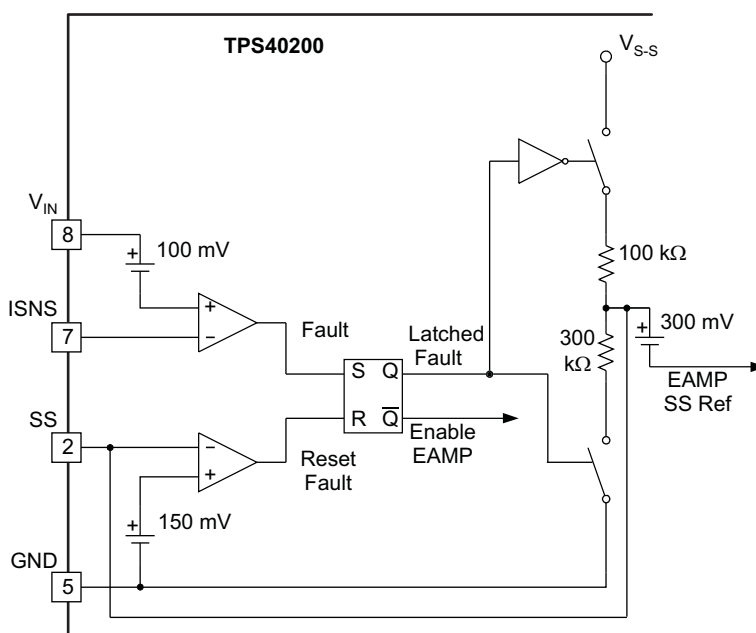 TPS40200
V_S-S
V_IN
8
+
100 mV
100 kΩ
ISNS
7
+
−
Fault
Latched
Fault
300
kΩ
+
300 mV
EAMP
SS Ref
S Q
R Q̅
Enable
EAMP
SS
2
−
+
Reset
Fault
+
150 mV
GND
5